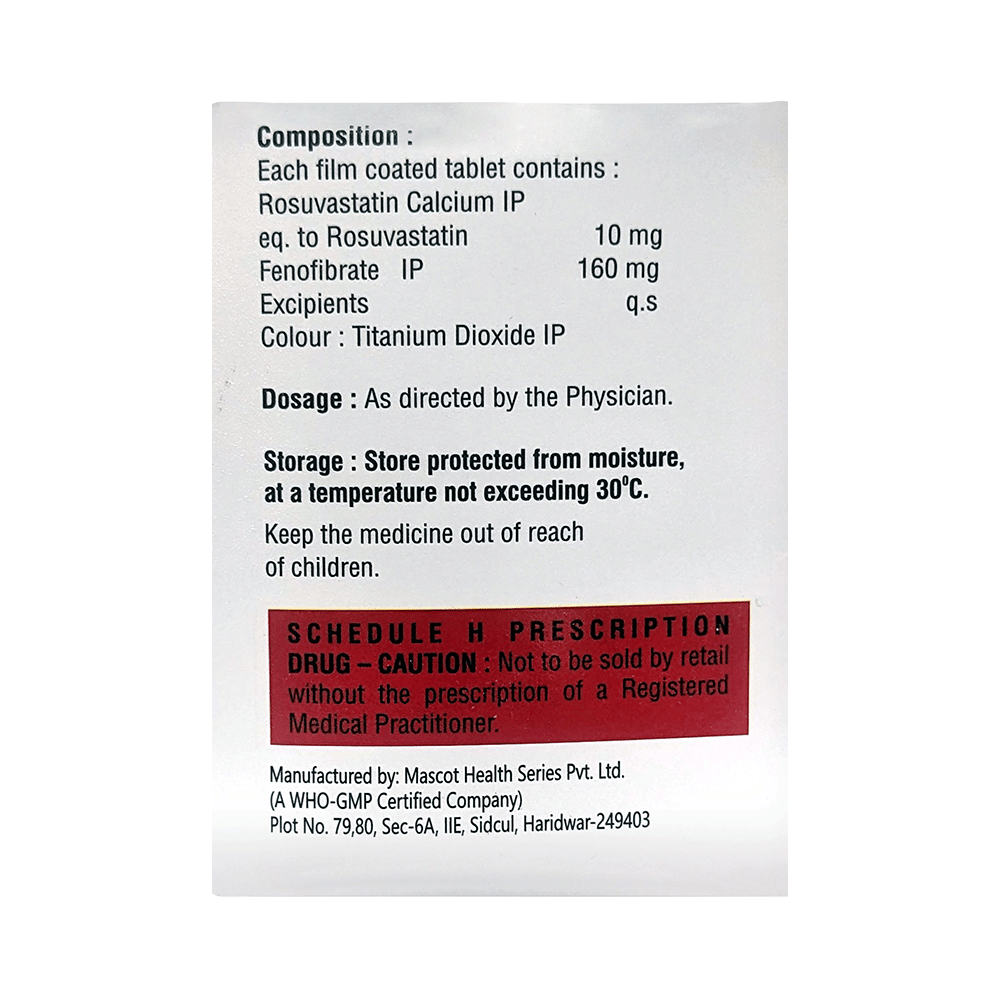 Composition :
Each film coated tablet contains :
Rosuvastatin Calcium IP
eq. to Rosuvastatin 10 mg
Fenofibrate IP 160 mg
Excipients q.s
Colour : Titanium Dioxide IP
Dosage : As directed by the Physician.
Storage : Store protected from moisture,
at a temperature not exceeding 30⁰C.
Keep the medicine out of reach
of children.
SCHEDULE H PRESCRIPTION
DRUG – CAUTION : Not to be sold by retail
without the prescription of a Registered
Medical Practitioner.
Manufactured by: Mascot Health Series Pvt. Ltd.
(A WHO-GMP Certified Company)
Plot No. 79,80, Sec-6A, IIE, Sidcul, Haridwar-249403